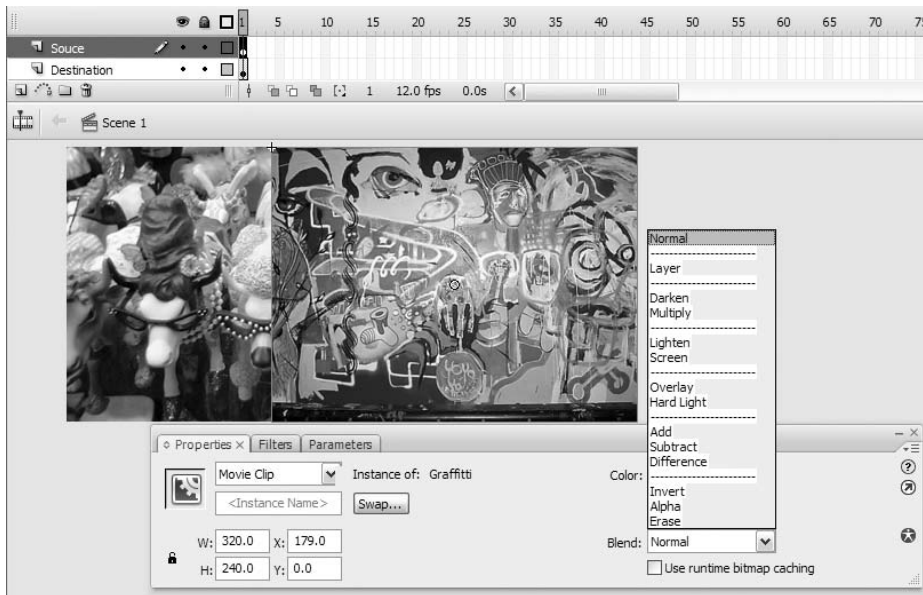 1 5 10 15 20 25 30 35 40 45 50 55 60 65 70
Souce
Destination
1 12.0 fps 0.0s
Scene 1
Normal
Layer
Darken
Multiply
Lighten
Screen
Overlay
Hard Light
Add
Subtract
Difference
Invert
Alpha
Erase
Properties × Filters Parameters
Movie Clip Instance of: Graffitti Color:
<Instance Name> Swap...
W: 320.0 X: 179.0 Blend: Normal
H: 240.0 Y: 0.0 Use runtime bitmap caching